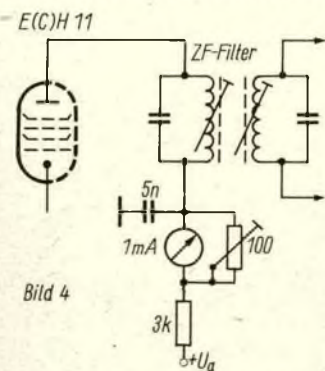 E(C)H 11
ZF-Filter
5n
1mA
100
Bild 4
3k
+Ua